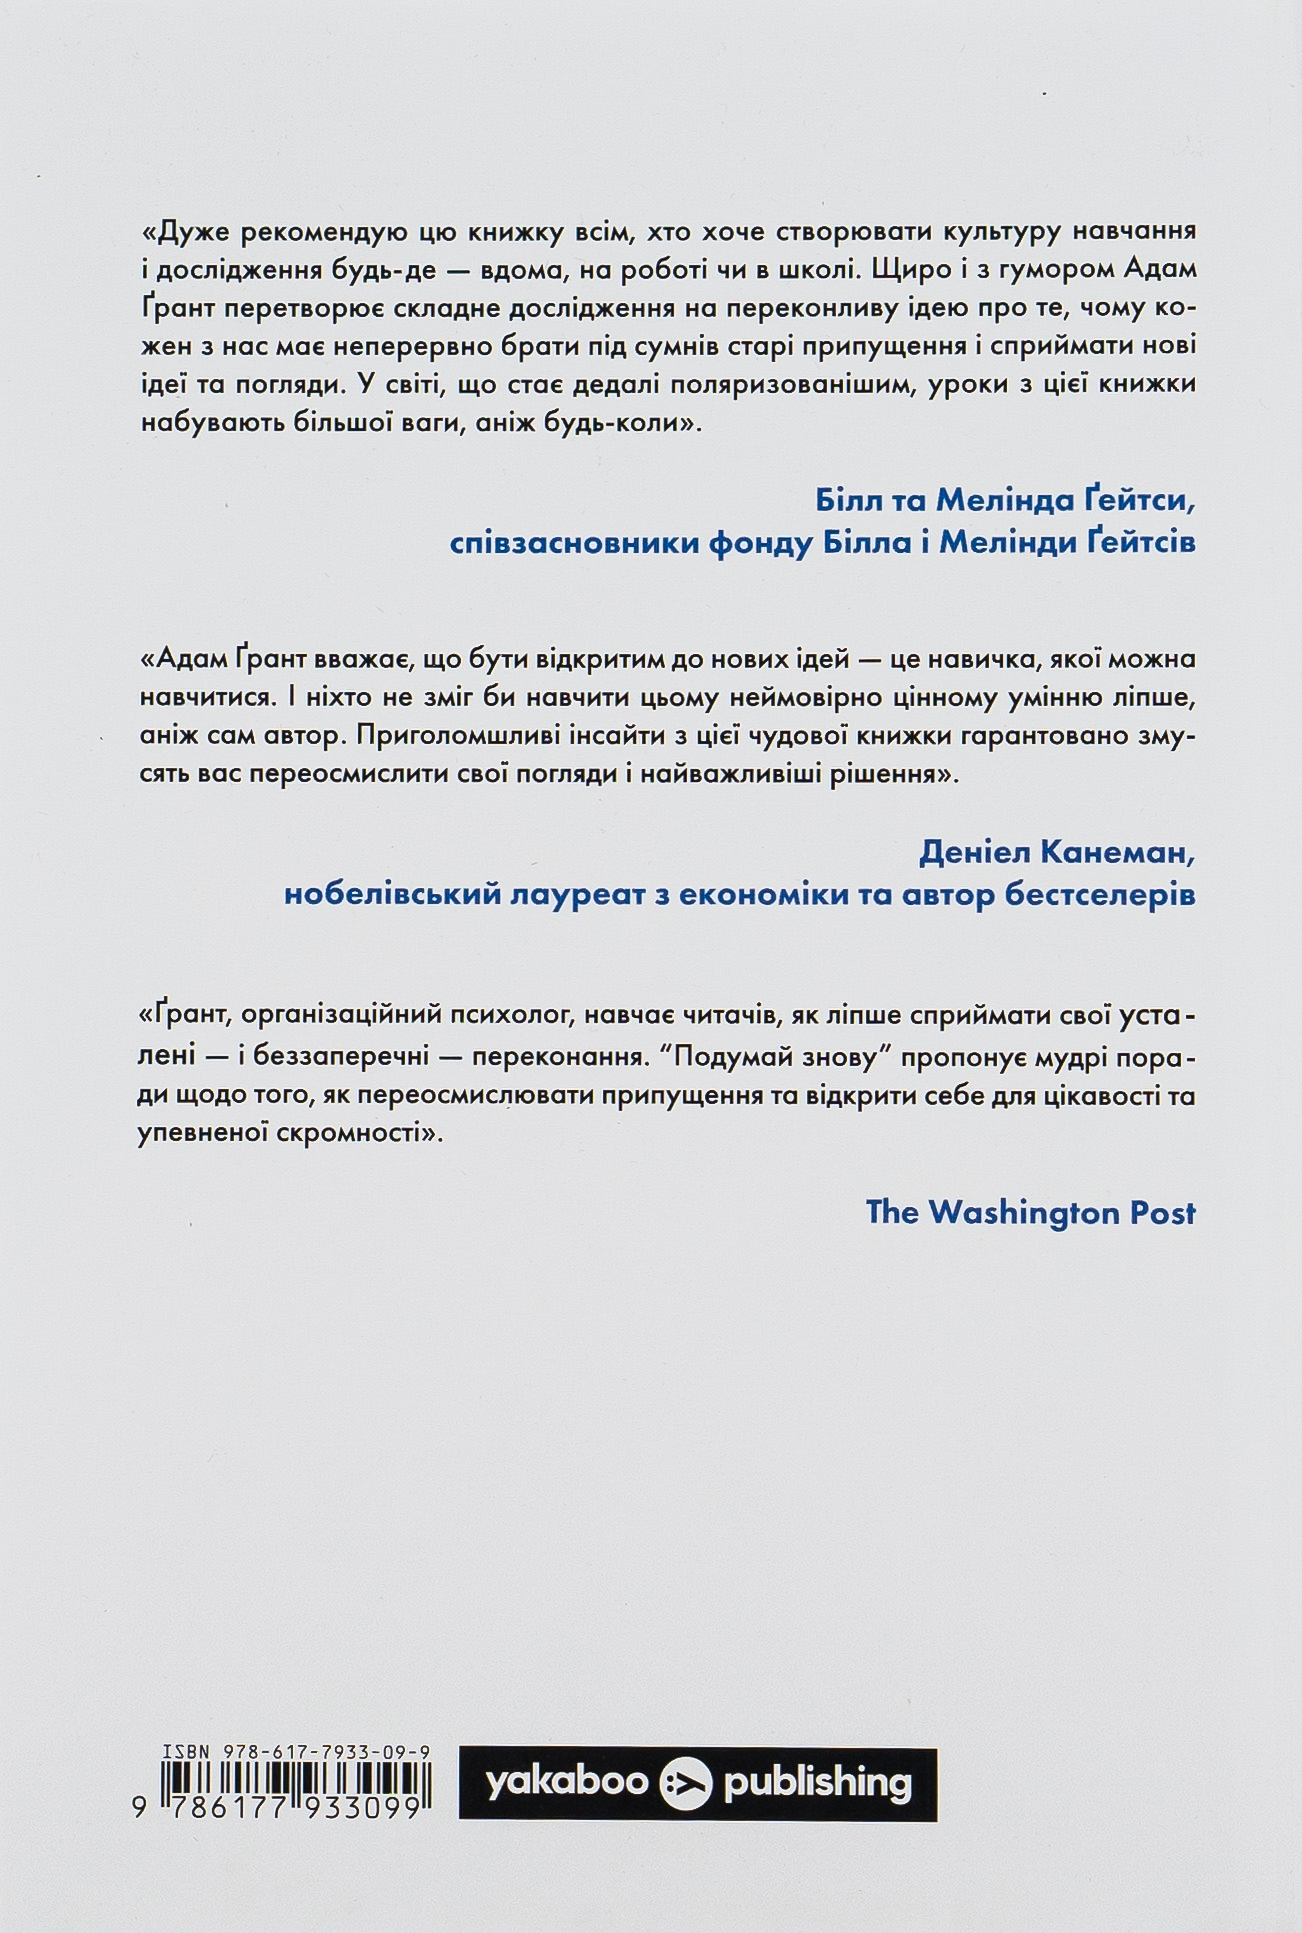 «Дуже рекомендую цю книжку всім, хто хоче створювати культуру навчання
і дослідження будь-де — вдома, на роботі чи в школі. Щиро і з гумором Адам
Ґрант перетворює складне дослідження на переконливу ідею про те, чому ко-
жен з нас має неперервно брати під сумнів старі припущення і сприймати нові
ідеї та погляди. У світі, що стає дедалі поляризованішим, уроки з цієї книжки
набувають більшої ваги, аніж будь-коли».
Білл та Мелінда Ґейтси,
співзасновники фонду Білла і Мелінди Ґейтсів
«Адам Ґрант вважає, що бути відкритим до нових ідей — це навичка, якої можна
навчитися. І ніхто не зміг би навчити цьому неймовірно цінному умінню ліпше,
аніж сам автор. Приголомшливі інсайти з цієї чудової книжки гарантовано зму-
сять вас переосмислити свої погляди і найважливіші рішення».
Деніел Канеман,
нобелівський лауреат з економіки та автор бестселерів
«Ґрант, організаційний психолог, навчає читачів, як ліпше сприймати свої уста-
лені — і беззаперечні — переконання. “Подумай знову” пропонує мудрі пора-
ди щодо того, як переосмислювати припущення та відкрити себе для цікавості та
упевненої скромності».
The Washington Post
ISBN 978-617-7933-09-9
9 786177 933099
yakaboo publishing